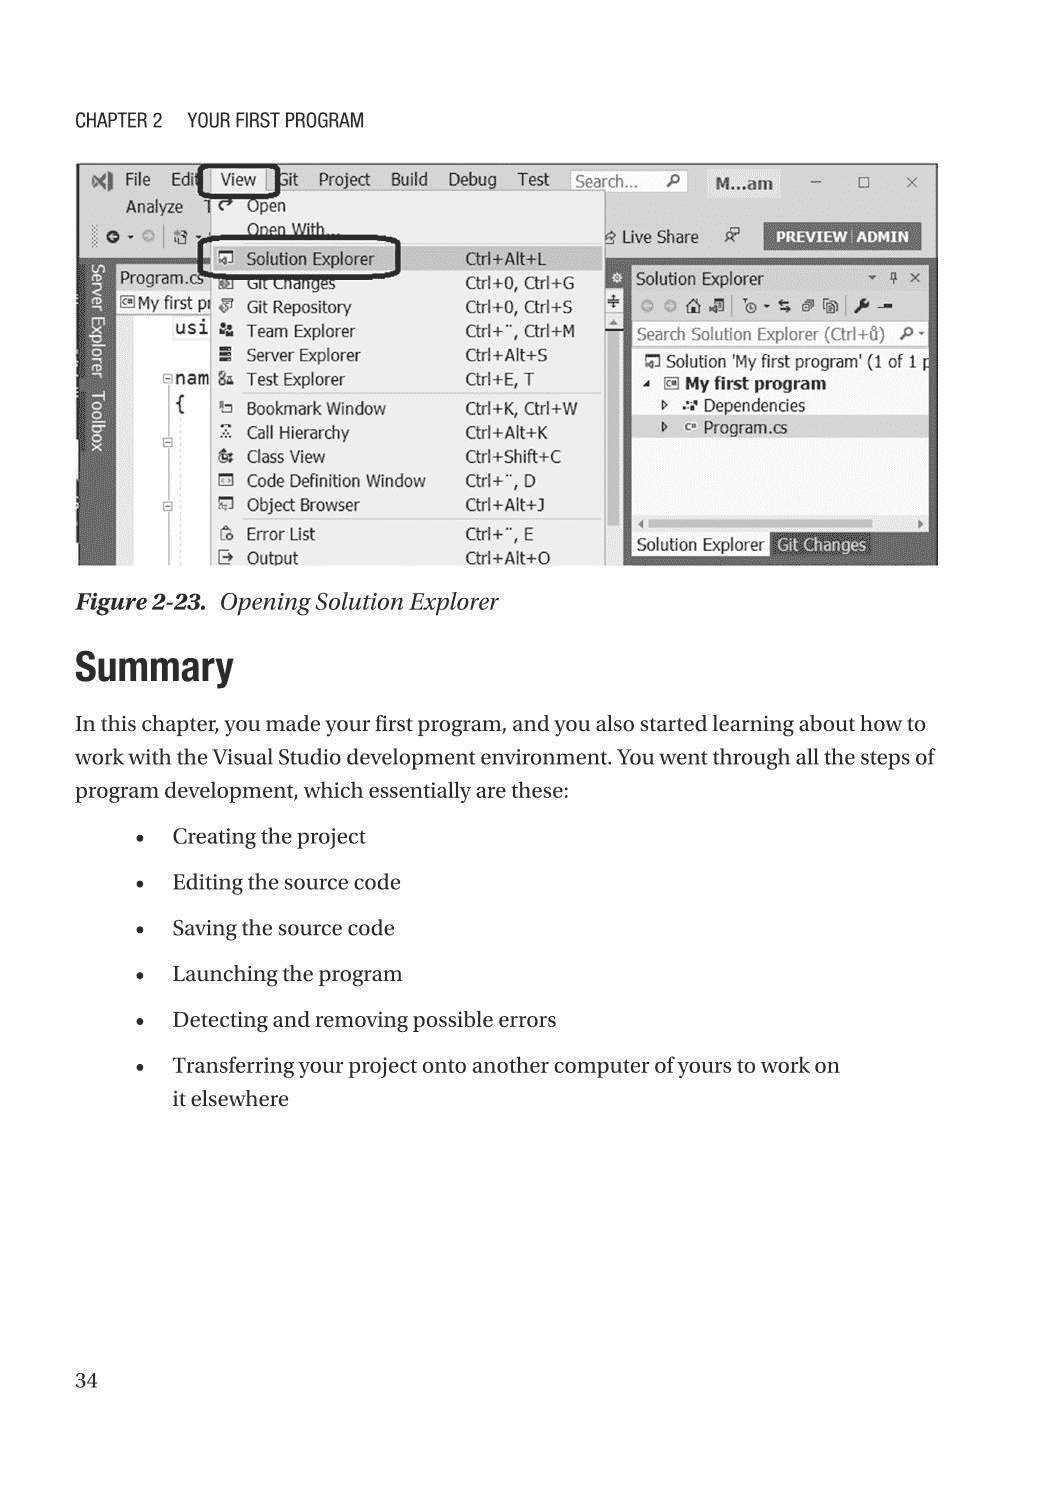 CHAPTER 2 YOUR FIRST PROGRAM
File Edit View Git Project Build Debug Test Search... M...am
Analyze
Open
Open With...
Live Share PREVIEW ADMIN
Solution Explorer Ctrl+Alt+L
Git Changes Ctrl+0, Ctrl+G
Git Repository Ctrl+0, Ctrl+S
Team Explorer Ctrl+¨, Ctrl+M
Server Explorer Ctrl+Alt+S
Test Explorer Ctrl+E, T
Bookmark Window Ctrl+K, Ctrl+W
Call Hierarchy Ctrl+Alt+K
Class View Ctrl+Shift+C
Code Definition Window Ctrl+¨, D
Object Browser Ctrl+Alt+J
Error List Ctrl+¨, E
Output Ctrl+Alt+O
Server Explorer Toolbox
Program.cs
My first pr
usi
nam
{
Solution Explorer
Search Solution Explorer (Ctrl+ů)
Solution 'My first program' (1 of 1 p
My first program
Dependencies
C# Program.cs
Solution Explorer Git Changes
Figure 2-23. Opening Solution Explorer
Summary
In this chapter, you made your first program, and you also started learning about how to
work with the Visual Studio development environment. You went through all the steps of
program development, which essentially are these:
• Creating the project
• Editing the source code
• Saving the source code
• Launching the program
• Detecting and removing possible errors
• Transferring your project onto another computer of yours to work on
it elsewhere
34